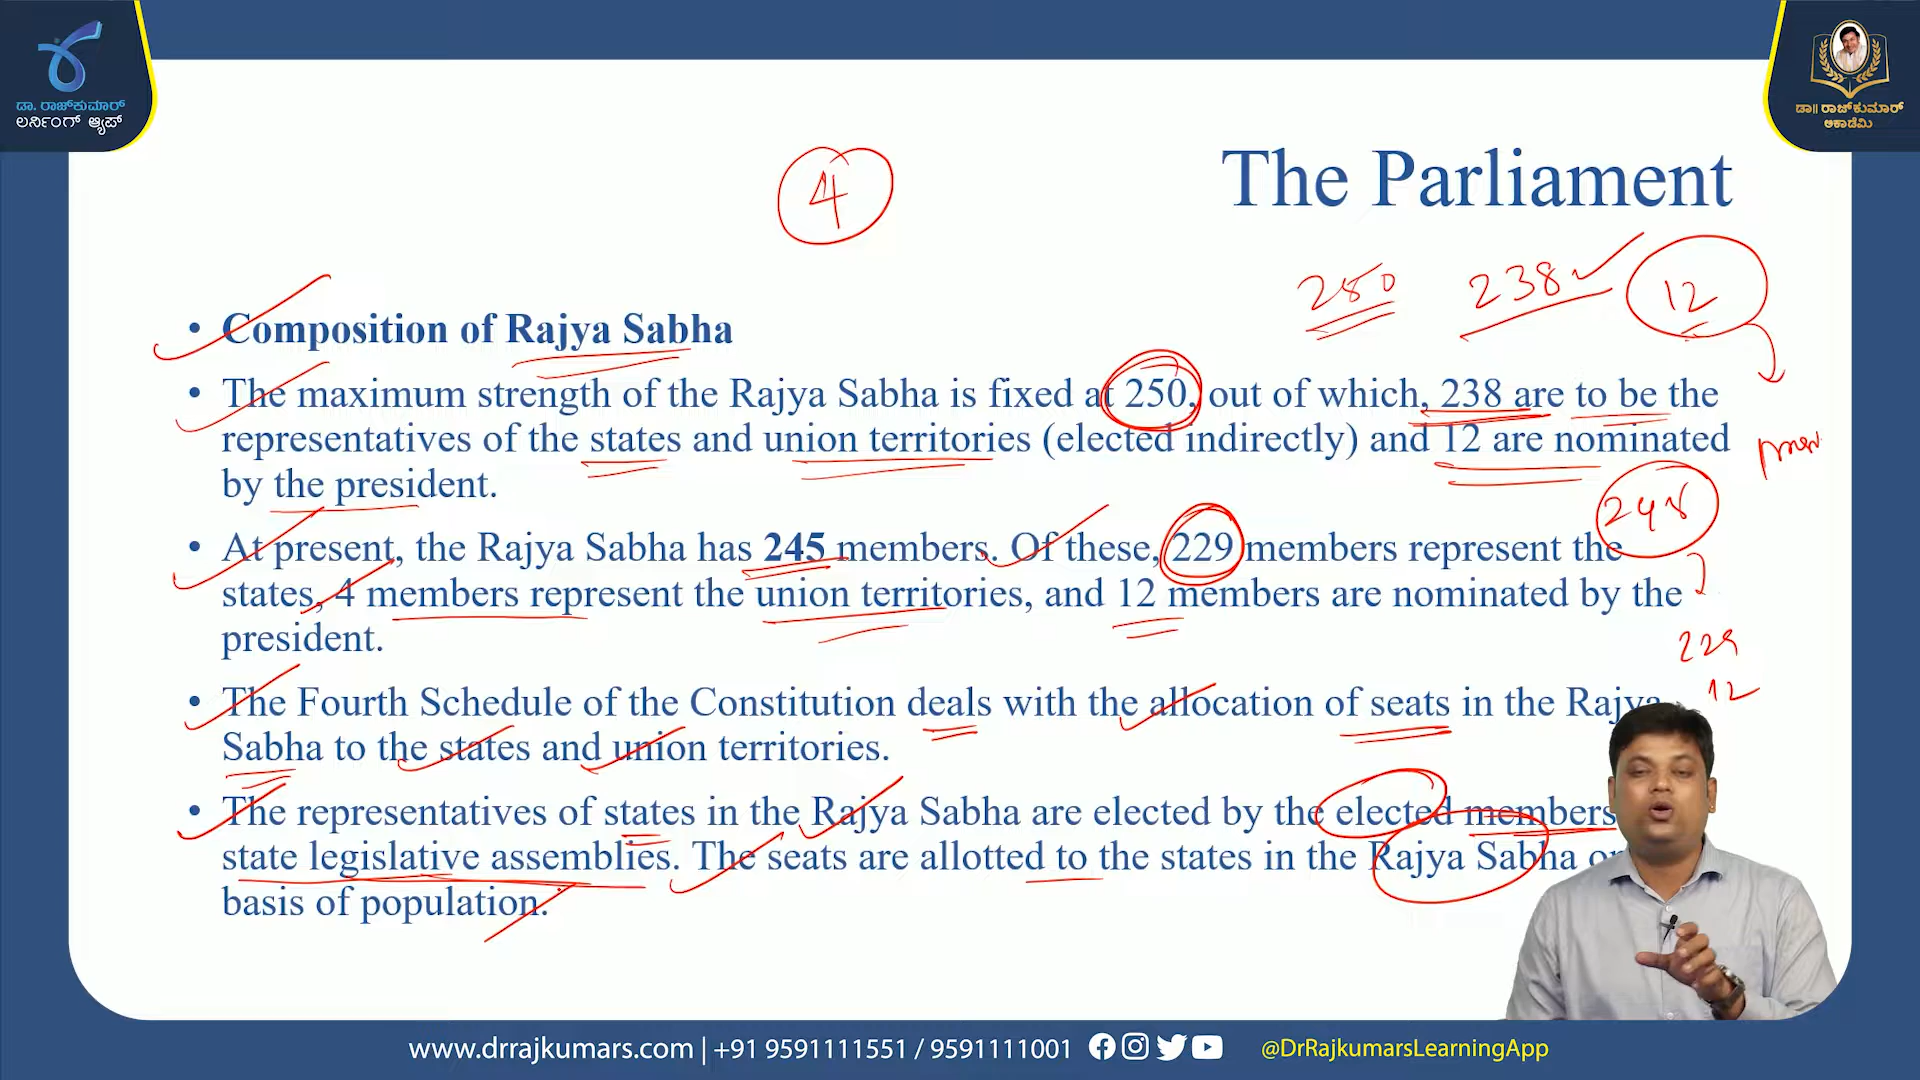 ಡಾ. ರಾಜ್‌ಕುಮಾರ್
ಲರ್ನಿಂಗ್ ಆ್ಯಪ್
ಡಾ|| ರಾಜ್‌ಕುಮಾರ್
ಅಕಾಡೆಮಿ
4
The Parliament
250 238 12
• Composition of Rajya Sabha
• The maximum strength of the Rajya Sabha is fixed at 250, out of which, 238 are to be the
representatives of the states and union territories (elected indirectly) and 12 are nominated
by the president.
• At present, the Rajya Sabha has 245 members. Of these, 229 members represent the
states, 4 members represent the union territories, and 12 members are nominated by the
president.
229
12
• The Fourth Schedule of the Constitution deals with the allocation of seats in the Rajya
Sabha to the states and union territories.
• The representatives of states in the Rajya Sabha are elected by the elected members
state legislative assemblies. The seats are allotted to the states in the Rajya Sabha
basis of population.
www.drrajkumars.com | +91 9591111551 / 9591111001 @DrRajkumarsLearningApp